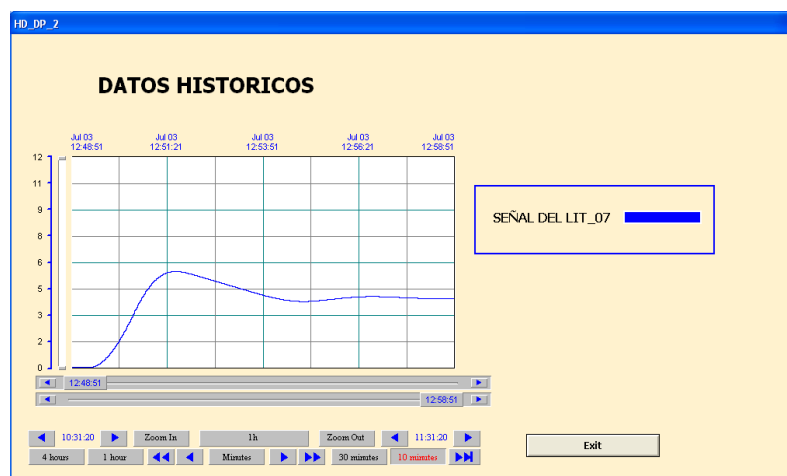 HD_DP_2
DATOS HISTORICOS
Jul 03 Jul 03 Jul 03 Jul 03 Jul 03
12:48:51 12:51:21 12:53:51 12:56:21 12:58:51
12
11
9
8
6
5
3
2
0
SEÑAL DEL LIT_07
12:48:51
12:58:51
10:31:20 Zoom In 1h Zoom Out 11:31:20
4 hours 1 hour Minutes 30 minutes 10 minutes
Exit